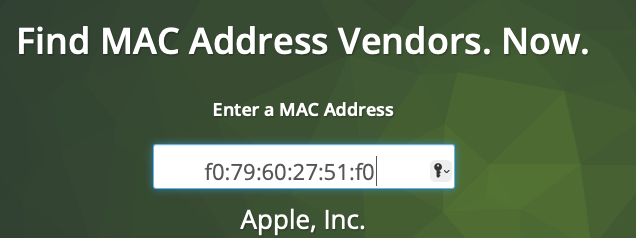 Find MAC Address Vendors. Now.
Enter a MAC Address
f0:79:60:27:51:f0
Apple, Inc.